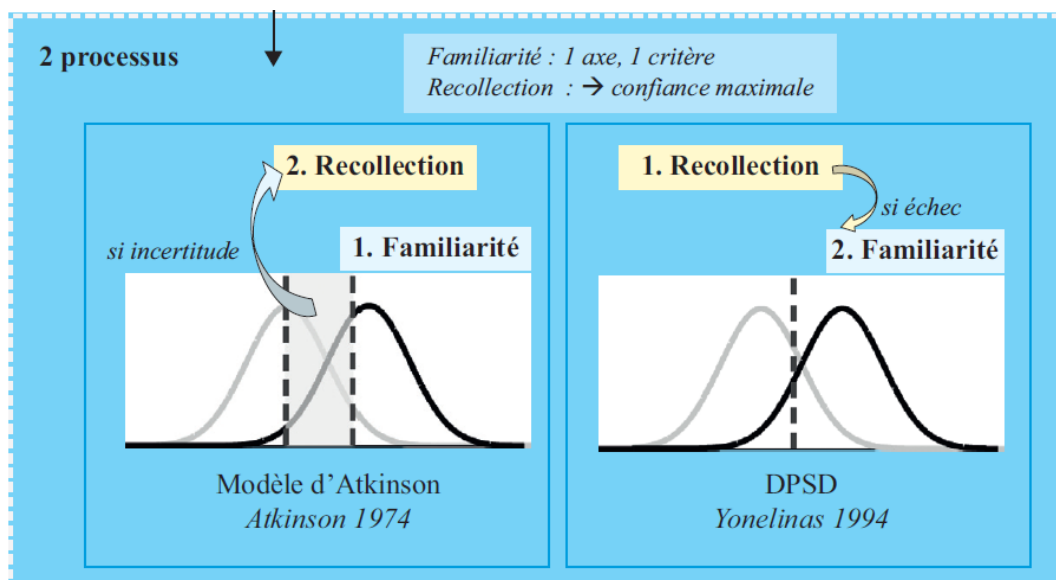 2 processus
Familiarité : 1 axe, 1 critère
Recollection : → confiance maximale
2. Recollection
si incertitude
1. Familiarité
Modèle d’Atkinson
Atkinson 1974
1. Recollection
si échec
2. Familiarité
DPSD
Yonelinas 1994